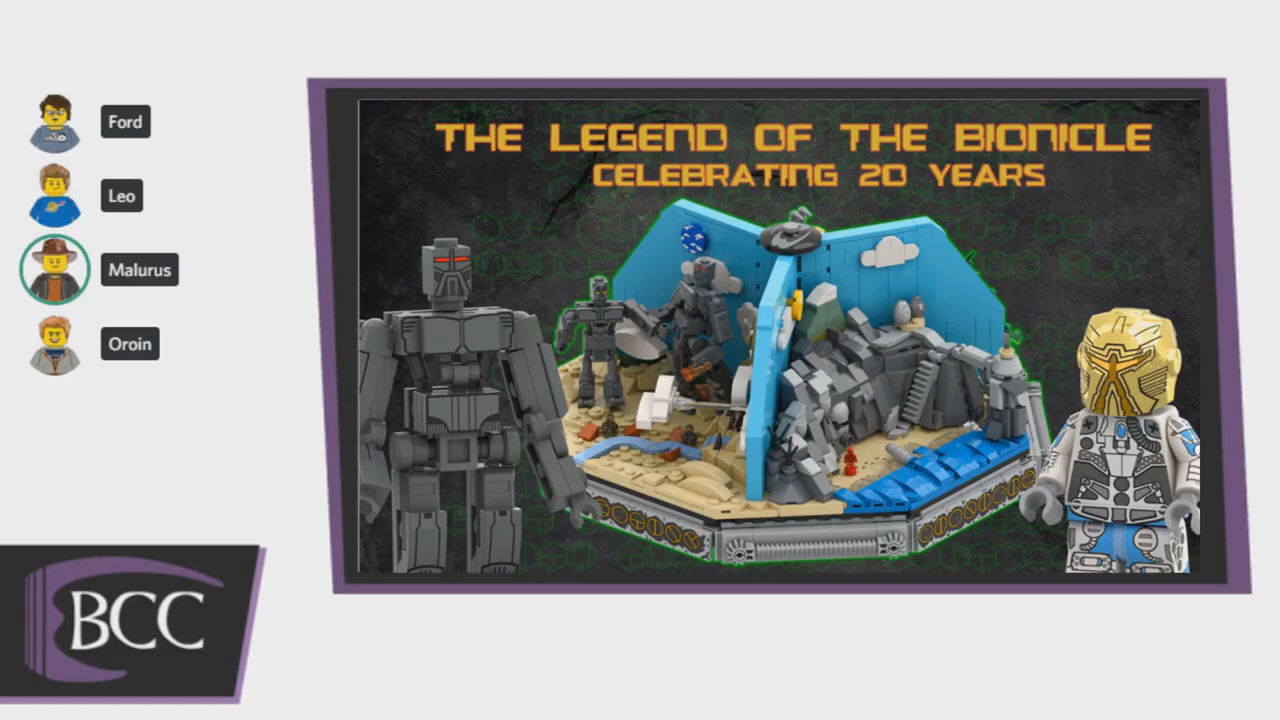 Ford
Leo
Malurus
Oroin
THE LEGEND OF THE BIONICLE
CELEBRATING 20 YEARS
BCC